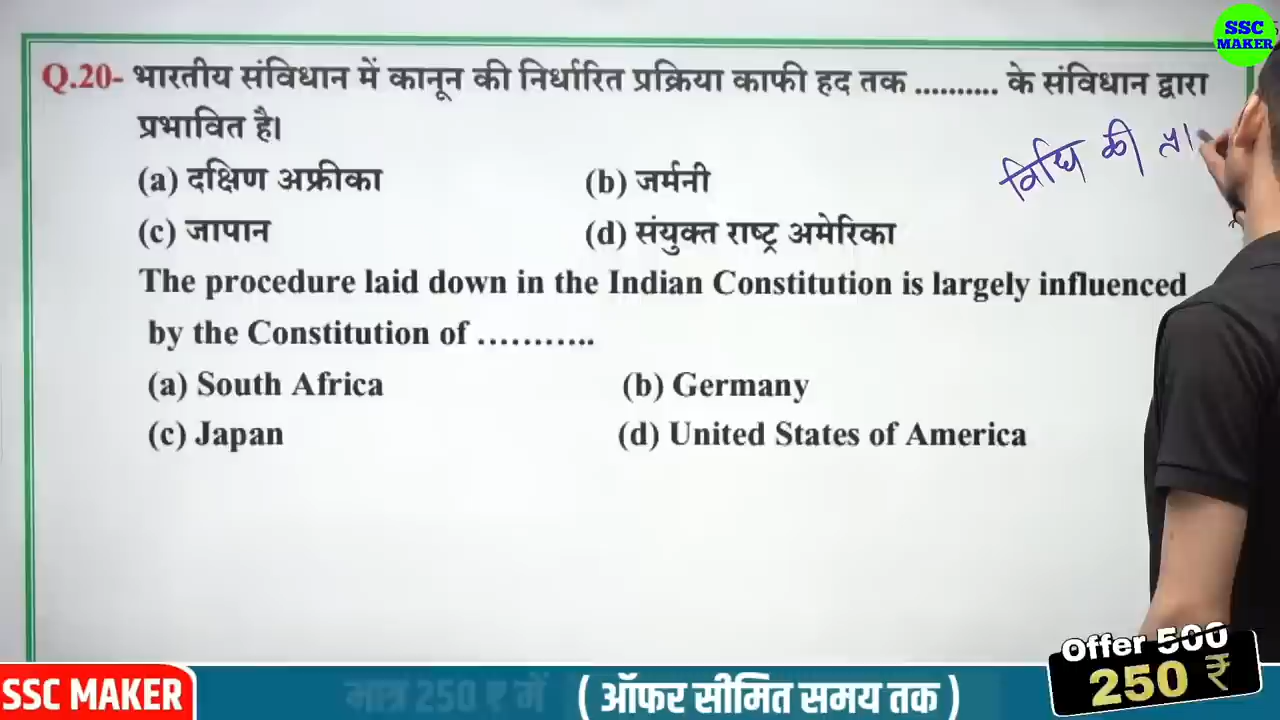 SSC
MAKER
Q.20- भारतीय संविधान में कानून की निर्धारित प्रक्रिया काफी हद तक .......... के संविधान द्वारा
प्रभावित है।
विधि की
(a) दक्षिण अफ्रीका (b) जर्मनी
(c) जापान (d) संयुक्त राष्ट्र अमेरिका
The procedure laid down in the Indian Constitution is largely influenced
by the Constitution of ………...
(a) South Africa (b) Germany
(c) Japan (d) United States of America
Offer 500
250 ₹
SSC MAKER मात्र 250 ₹ में ( ऑफर सीमित समय तक )